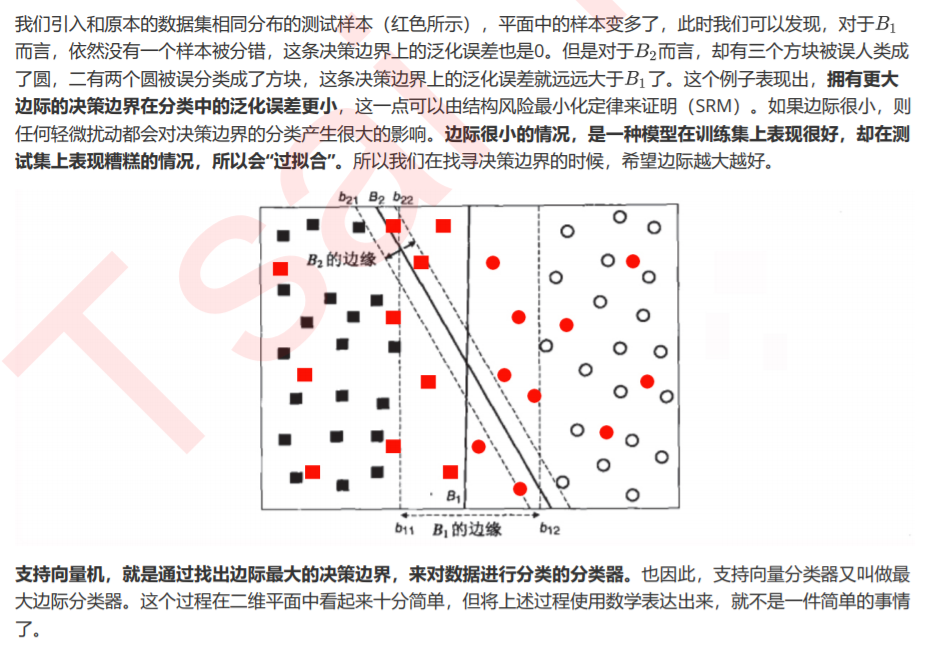 我们引入和原本的数据集相同分布的测试样本（红色所示），平面中的样本变多了，此时我们可以发现，对于B₁
而言，依然没有一个样本被分错，这条决策边界上的泛化误差也是0。但是对于B₂而言，却有三个方块被误人类成
了圆，二有两个圆被误分类成了方块，这条决策边界上的泛化误差就远远大于B₁了。这个例子表现出，拥有更大
边际的决策边界在分类中的泛化误差更小，这一点可以由结构风险最小化定律来证明（SRM）。如果边际很小，则
任何轻微扰动都会对决策边界的分类产生很大的影响。边际很小的情况，是一种模型在训练集上表现很好，却在测
试集上表现糟糕的情况，所以会“过拟合”。所以我们在找寻决策边界的时候，希望边际越大越好。
b₂₁ B₂ b₂₂
B₂的边缘
B₁
b₁₁ B₁的边缘 b₁₂
支持向量机，就是通过找出边际最大的决策边界，来对数据进行分类的分类器。也因此，支持向量分类器又叫做最
大边际分类器。这个过程在二维平面中看起来十分简单，但将上述过程使用数学表达出来，就不是一件简单的事情
了。
Tsai